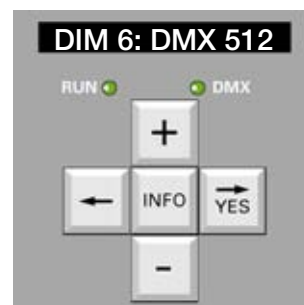 DIM 6: DMX 512
RUN DMX
+
← INFO → YES
-